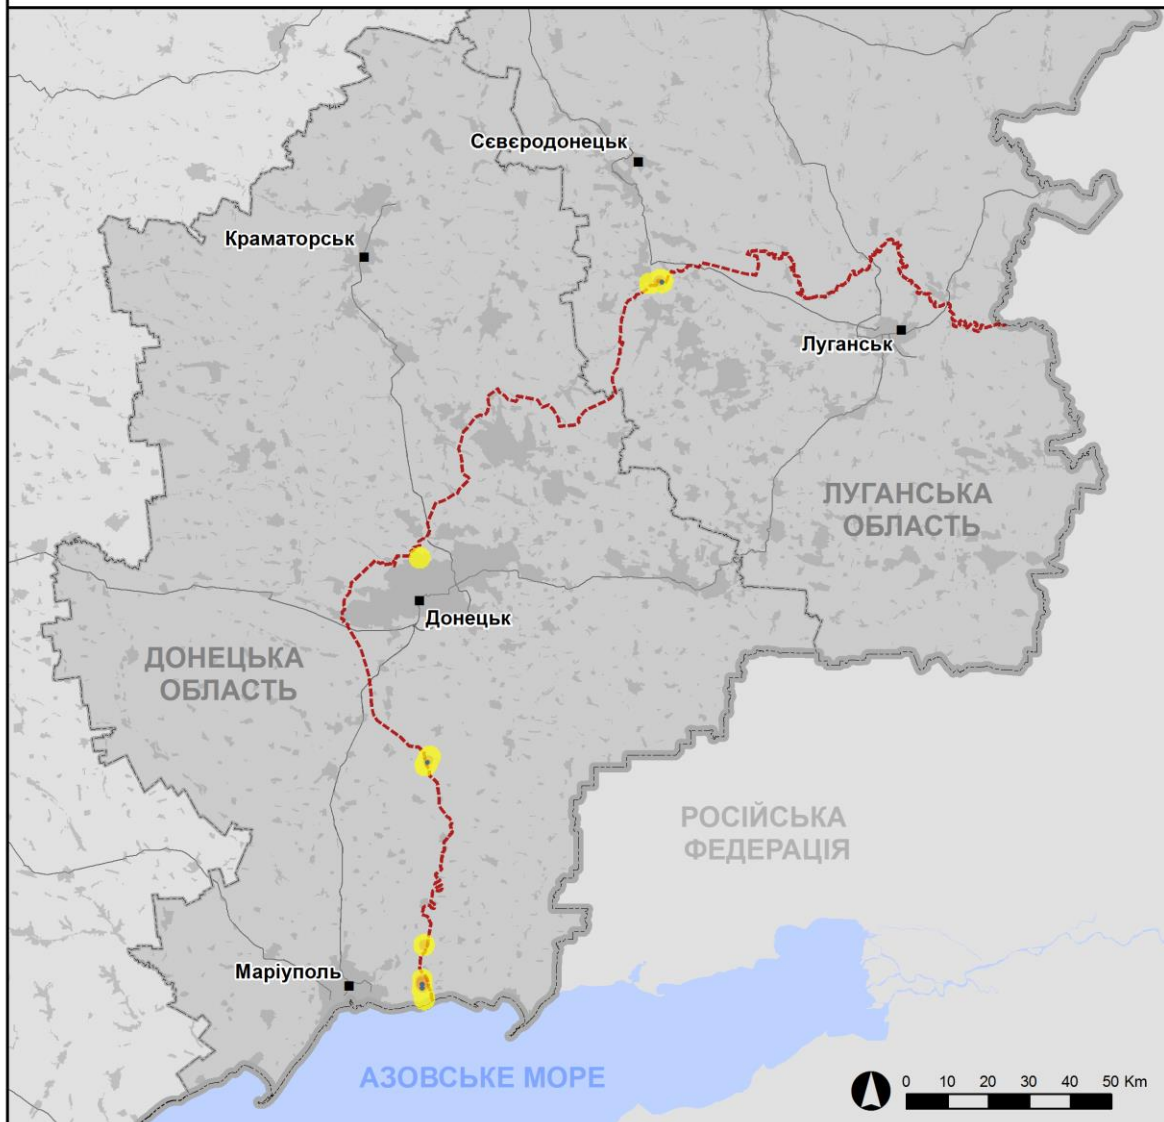 Сєвєродонецьк
Краматорськ
Луганськ
ЛУГАНСЬКА
ОБЛАСТЬ
Донецьк
ДОНЕЦЬКА
ОБЛАСТЬ
РОСІЙСЬКА
ФЕДЕРАЦІЯ
Маріуполь
АЗОВСЬКЕ МОРЕ
0 10 20 30 40 50 Km